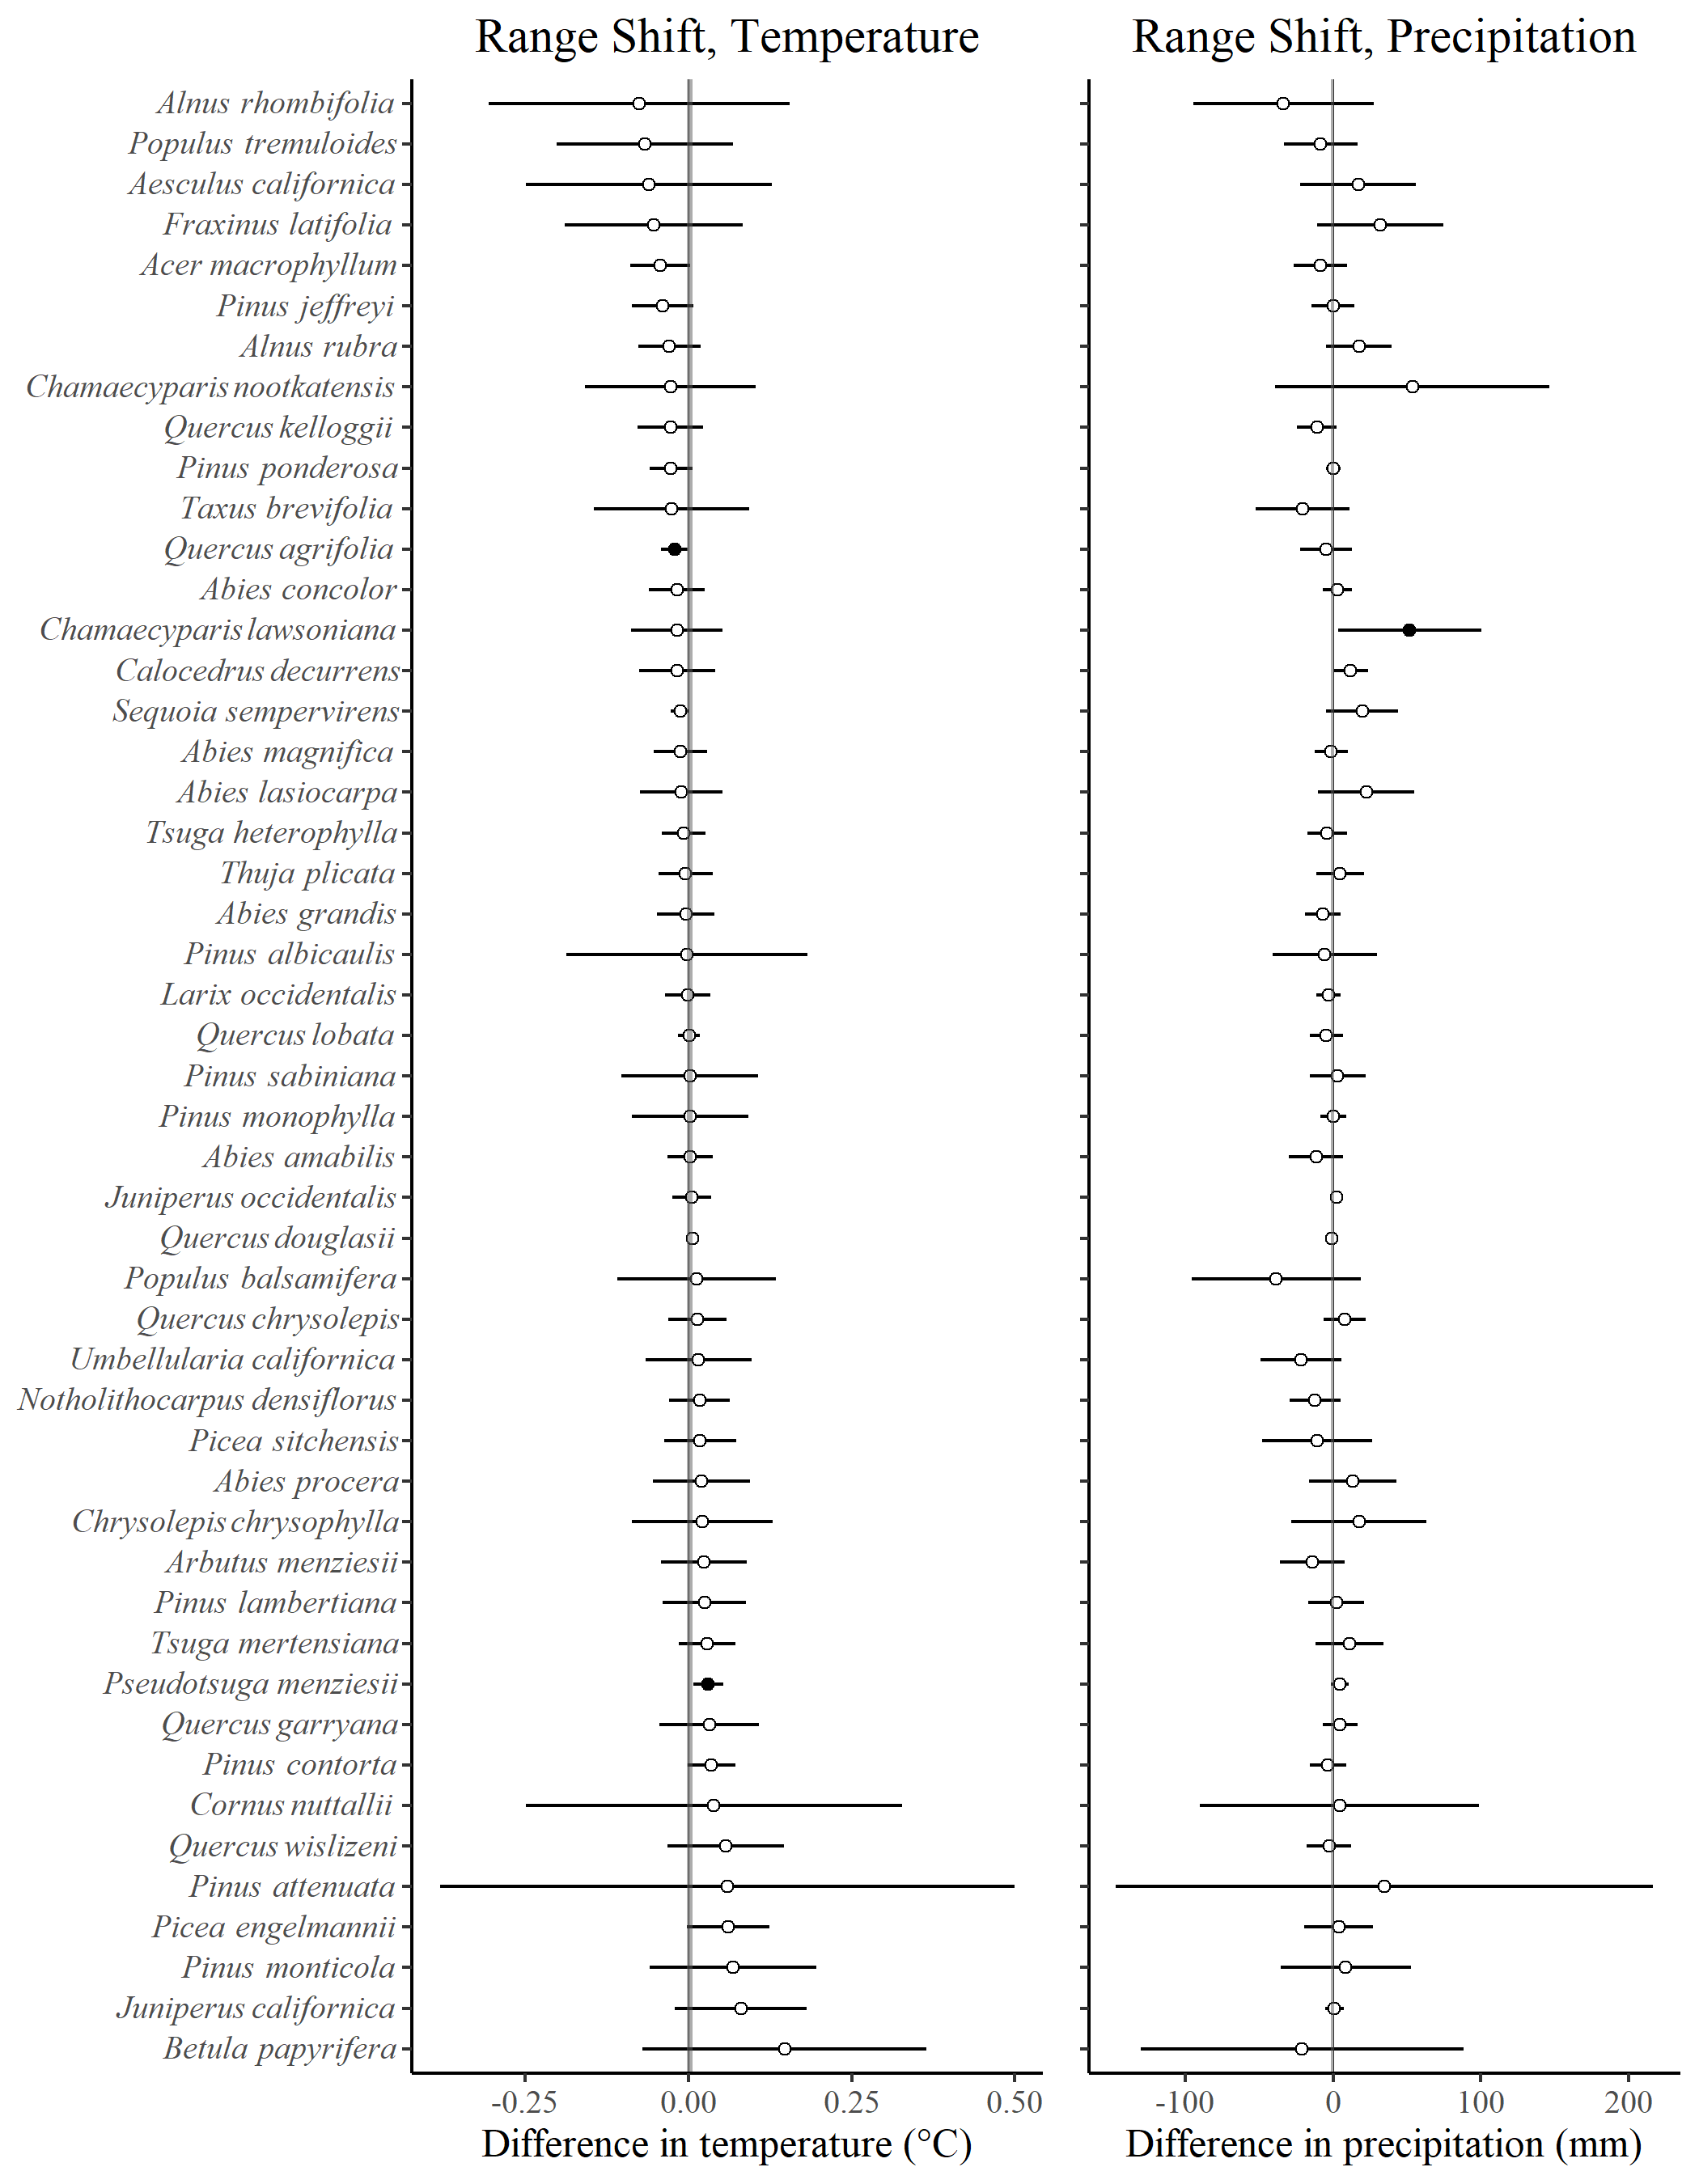 Range Shift, Temperature
Range Shift, Precipitation
Alnus rhombifolia
Populus tremuloides
Aesculus californica
Fraxinus latifolia
Acer macrophyllum
Pinus jeffreyi
Alnus rubra
Chamaecyparis nootkatensis
Quercus kelloggii
Pinus ponderosa
Taxus brevifolia
Quercus agrifolia
Abies concolor
Chamaecyparis lawsoniana
Calocedrus decurrens
Sequoia sempervirens
Abies magnifica
Abies lasiocarpa
Tsuga heterophylla
Thuja plicata
Abies grandis
Pinus albicaulis
Larix occidentalis
Quercus lobata
Pinus sabiniana
Pinus monophylla
Abies amabilis
Juniperus occidentalis
Quercus douglasii
Populus balsamifera
Quercus chrysolepis
Umbellularia californica
Notholithocarpus densiflorus
Picea sitchensis
Abies procera
Chrysolepis chrysophylla
Arbutus menziesii
Pinus lambertiana
Tsuga mertensiana
Pseudotsuga menziesii
Quercus garryana
Pinus contorta
Cornus nuttallii
Quercus wislizeni
Pinus attenuata
Picea engelmannii
Pinus monticola
Juniperus californica
Betula papyrifera
-0.25 0.00 0.25 0.50
-100 0 100 200
Difference in temperature (°C)
Difference in precipitation (mm)